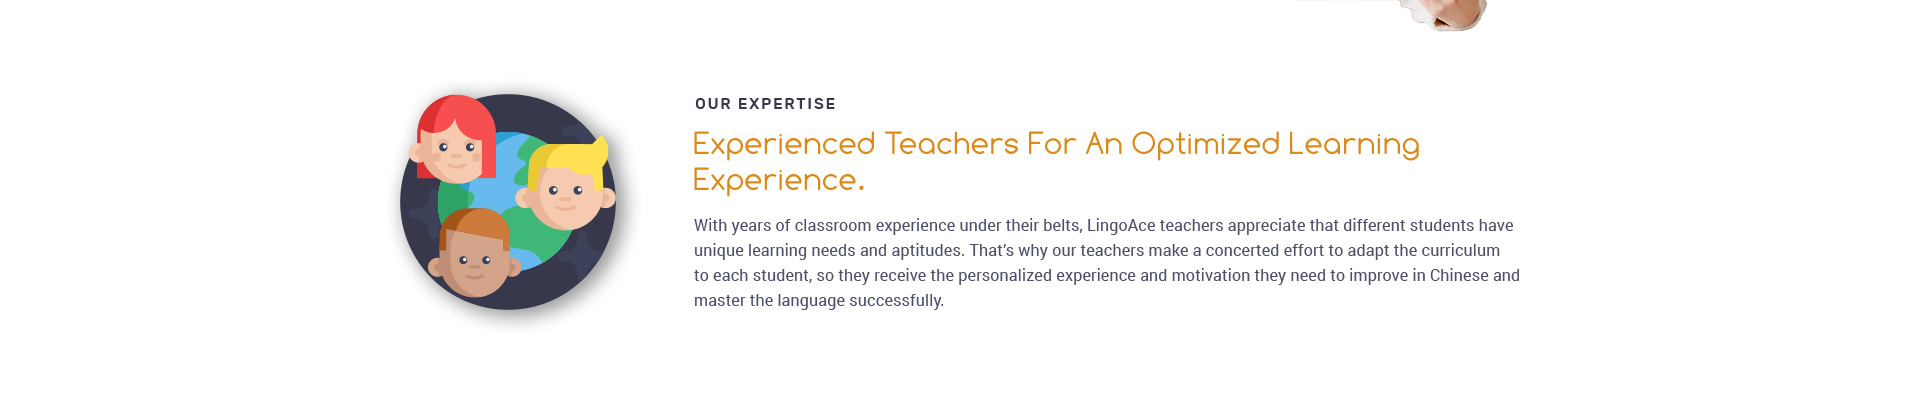 OUR EXPERTISE
Experienced Teachers For An Optimized Learning
Experience.
With years of classroom experience under their belts, LingoAce teachers appreciate that different students have
unique learning needs and aptitudes. That’s why our teachers make a concerted effort to adapt the curriculum
to each student, so they receive the personalized experience and motivation they need to improve in Chinese and
master the language successfully.